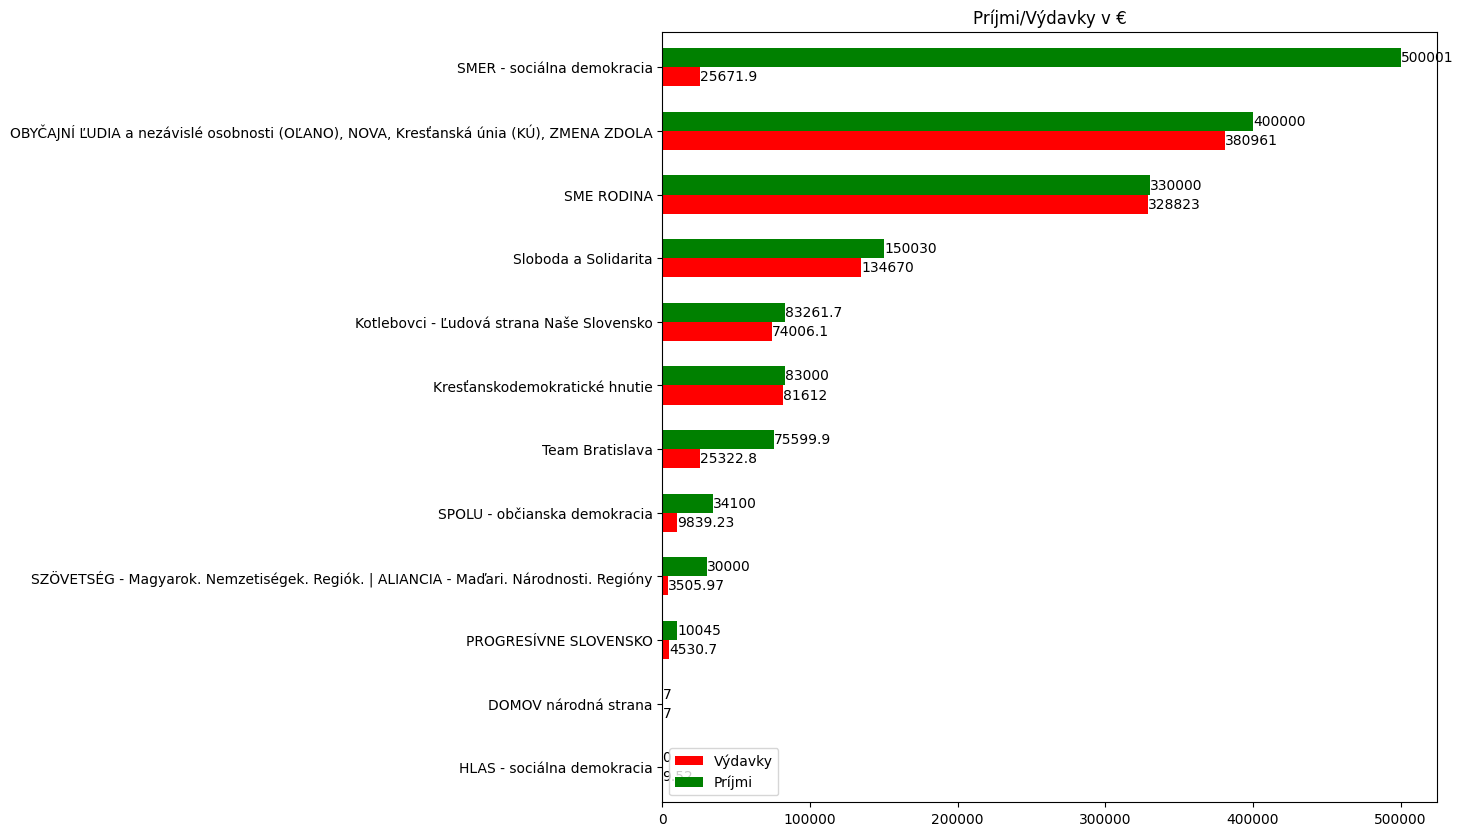 Príjmi/Výdavky v €
SMER - sociálna demokracia
500001
25671.9
OBYČAJNÍ ĽUDIA a nezávislé osobnosti (OĽANO), NOVA, Kresťanská únia (KÚ), ZMENA ZDOLA
400000
380961
SME RODINA
330000
328823
Sloboda a Solidarita
150030
134670
Kotlebovci - Ľudová strana Naše Slovensko
83261.7
74006.1
Kresťanskodemokratické hnutie
83000
81612
Team Bratislava
75599.9
25322.8
SPOLU - občianska demokracia
34100
9839.23
SZÖVETSÉG - Magyarok. Nemzetiségek. Regiók. | ALIANCIA - Maďari. Národnosti. Regióny
30000
3505.97
PROGRESÍVNE SLOVENSKO
10045
4530.7
DOMOV národná strana
7
7
HLAS - sociálna demokracia
0
9.52
Výdavky
Príjmi
0 100000 200000 300000 400000 500000